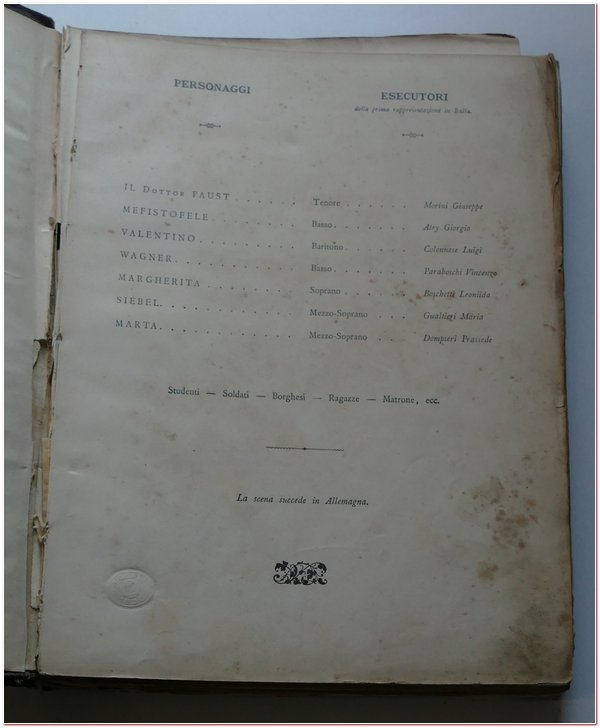 PERSONAGGI
ESECUTORI
della prima rappresentazione in Italia.
IL DOTTOR FAUST . . . . . . Tenore . . . . . . Morini Giuseppe
MEFISTOFELE . . . . . . . . Basso . . . . . . . Atry Giorgio
VALENTINO . . . . . . . . . Baritono . . . . . . Colonnese Luigi
WAGNER . . . . . . . . . . Basso . . . . . . . Paraboschi Vincenzo
MARGHERITA . . . . . . . . Soprano . . . . . . Boschetti Leonilda
SIEBEL . . . . . . . . . . . Mezzo-Soprano . . . . Gualtieri Maria
MARTA . . . . . . . . . . . Mezzo-Soprano . . . . Dompieri Prassede
Studenti — Soldati — Borghesi — Ragazze — Matrone, ecc.
La scena succede in Allemagna.